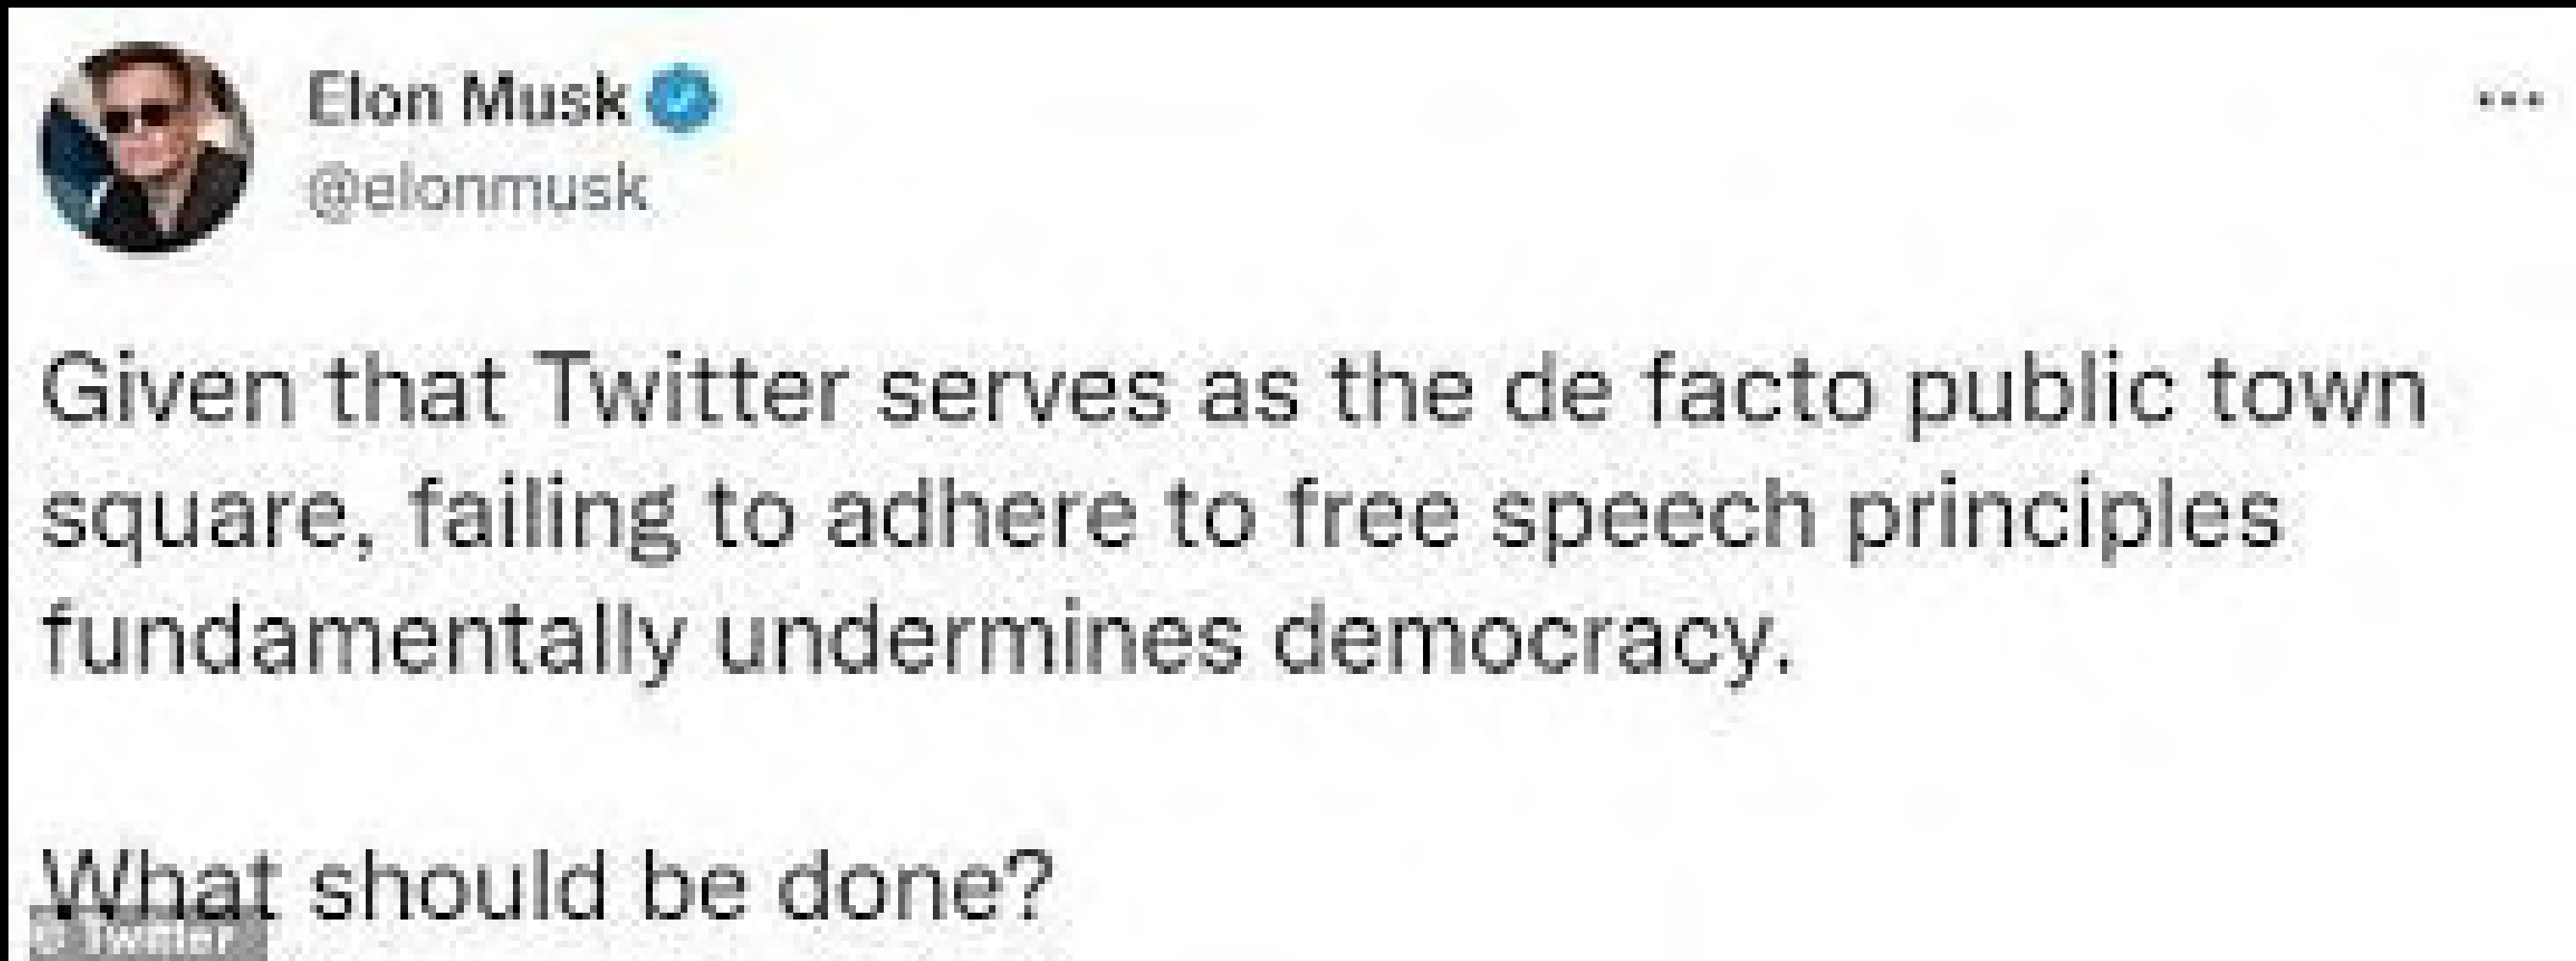 Elon Musk
@elonmusk
Given that Twitter serves as the de facto public town
square, failing to adhere to free speech principles
fundamentally undermines democracy.
What should be done?
© Twitter